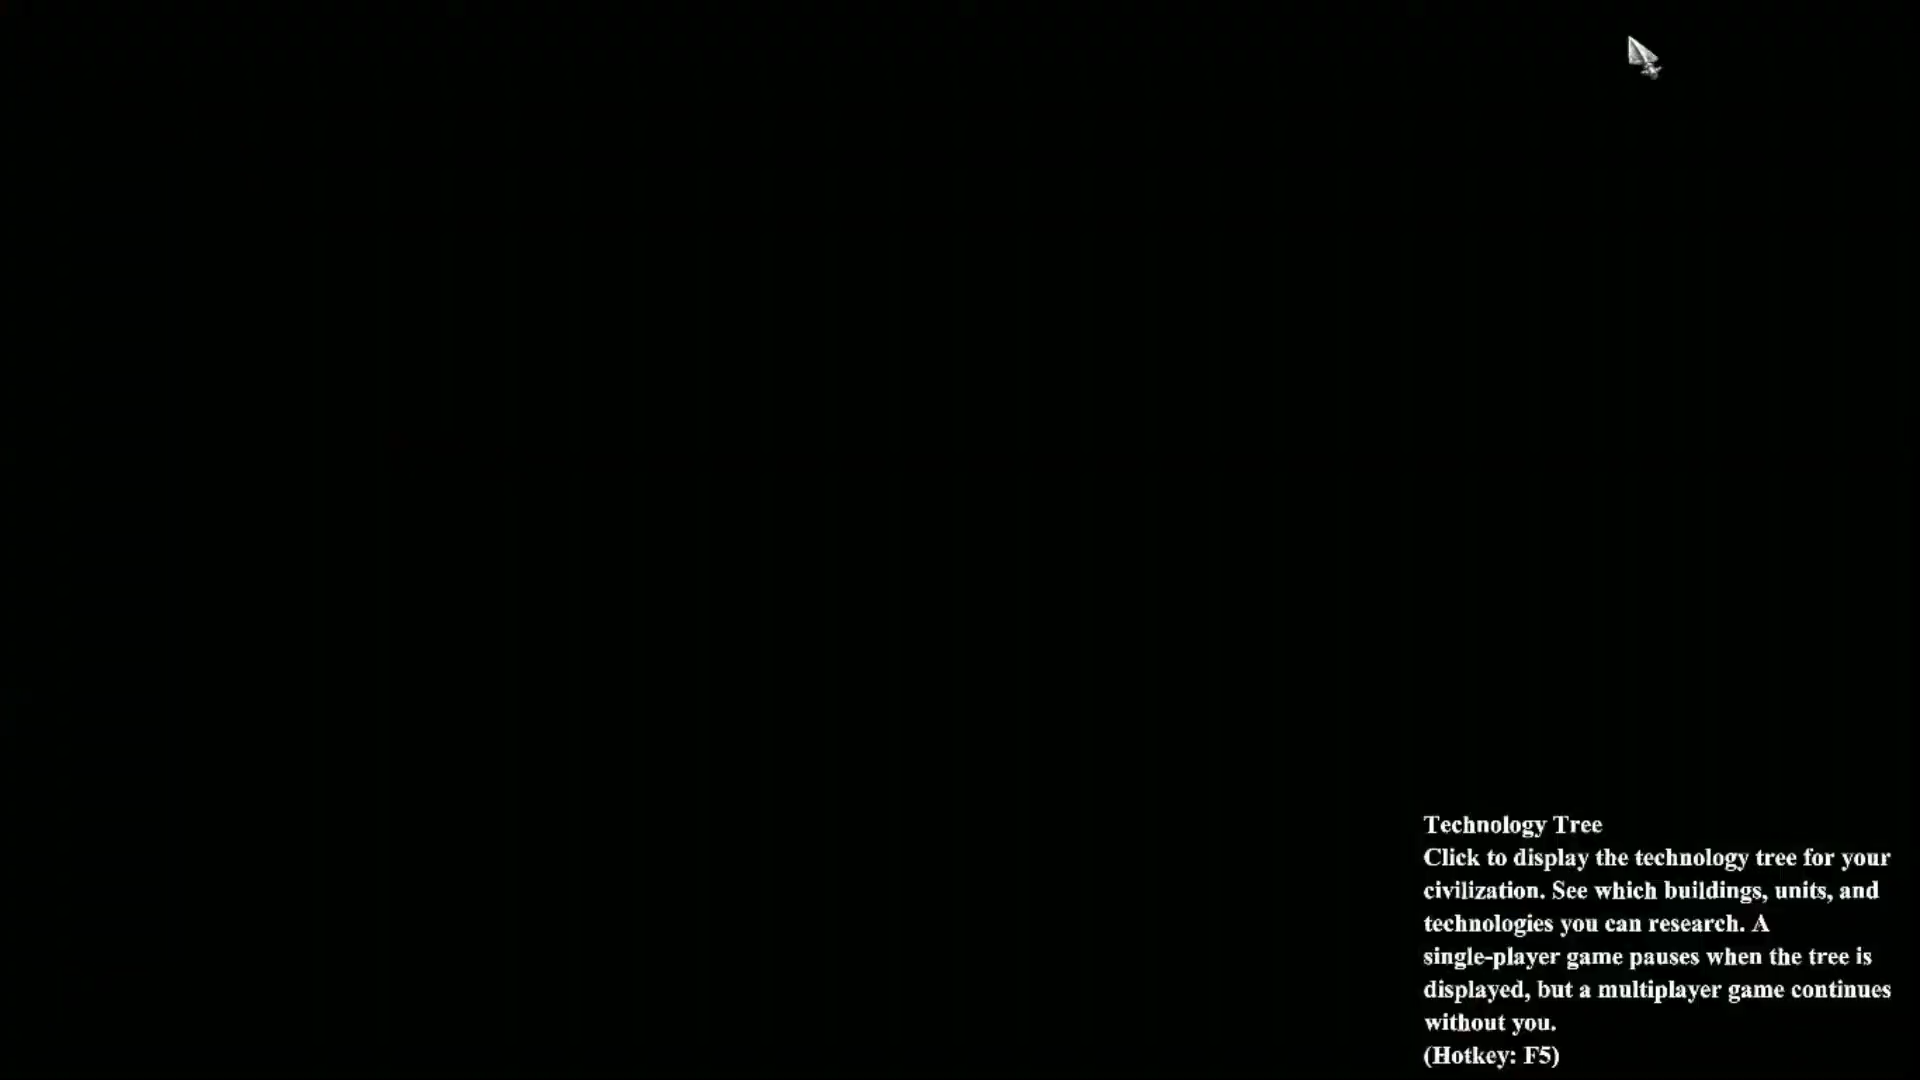 Technology Tree
Click to display the technology tree for your
civilization. See which buildings, units, and
technologies you can research. A
single-player game pauses when the tree is
displayed, but a multiplayer game continues
without you.
(Hotkey: F5)